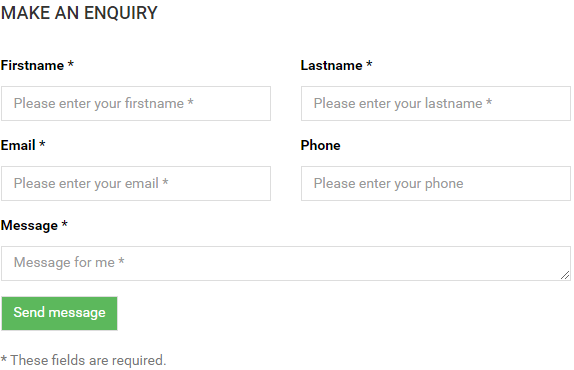 MAKE AN ENQUIRY
Firstname * Lastname *
Please enter your firstname * Please enter your lastname *
Email * Phone
Please enter your email * Please enter your phone
Message *
Message for me *
Send message
* These fields are required.